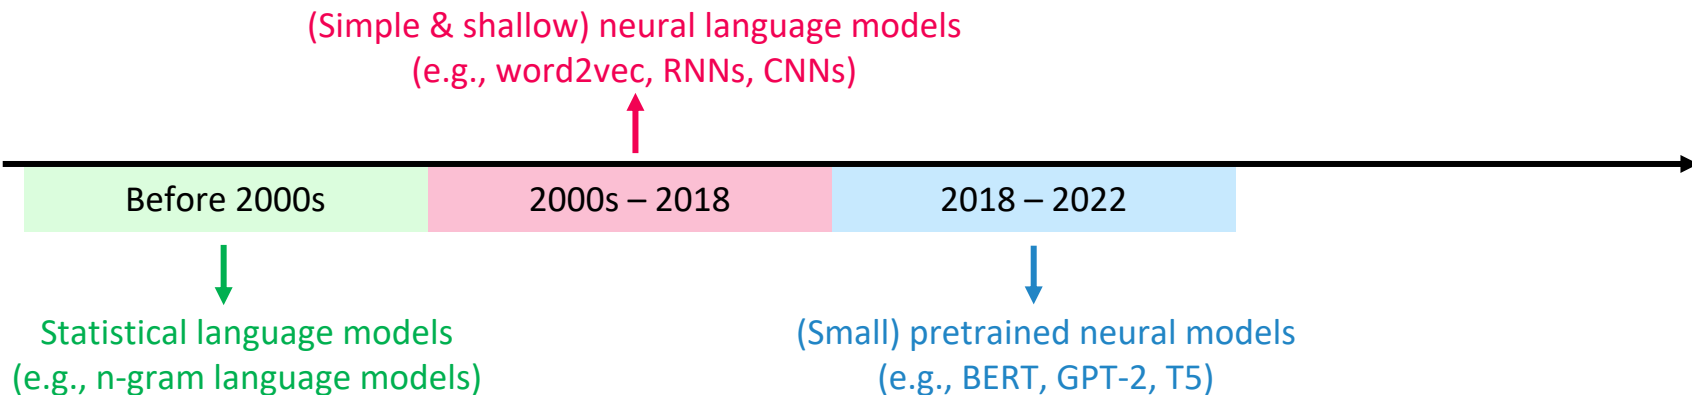 (Simple & shallow) neural language models
(e.g., word2vec, RNNs, CNNs)
Before 2000s
2000s – 2018
2018 – 2022
Statistical language models
(e.g., n-gram language models)
(Small) pretrained neural models
(e.g., BERT, GPT-2, T5)